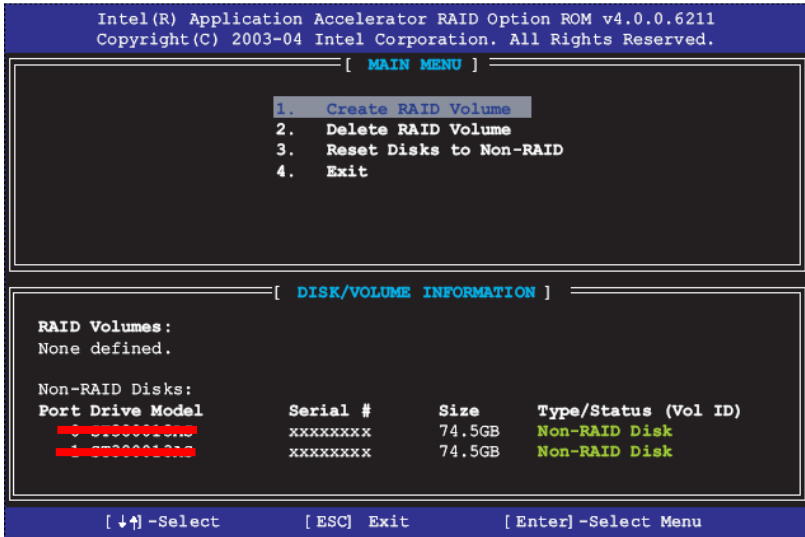 Intel(R) Application Accelerator RAID Option ROM v4.0.0.6211
Copyright(C) 2003-04 Intel Corporation. All Rights Reserved.
[ MAIN MENU ]
1. Create RAID Volume
2. Delete RAID Volume
3. Reset Disks to Non-RAID
4. Exit
[ DISK/VOLUME INFORMATION ]
RAID Volumes:
None defined.
Non-RAID Disks:
Port Drive Model Serial # Size Type/Status (Vol ID)
xxxxxxxx 74.5GB Non-RAID Disk
xxxxxxxx 74.5GB Non-RAID Disk
[↓↑]-Select [ESC] Exit [Enter]-Select Menu